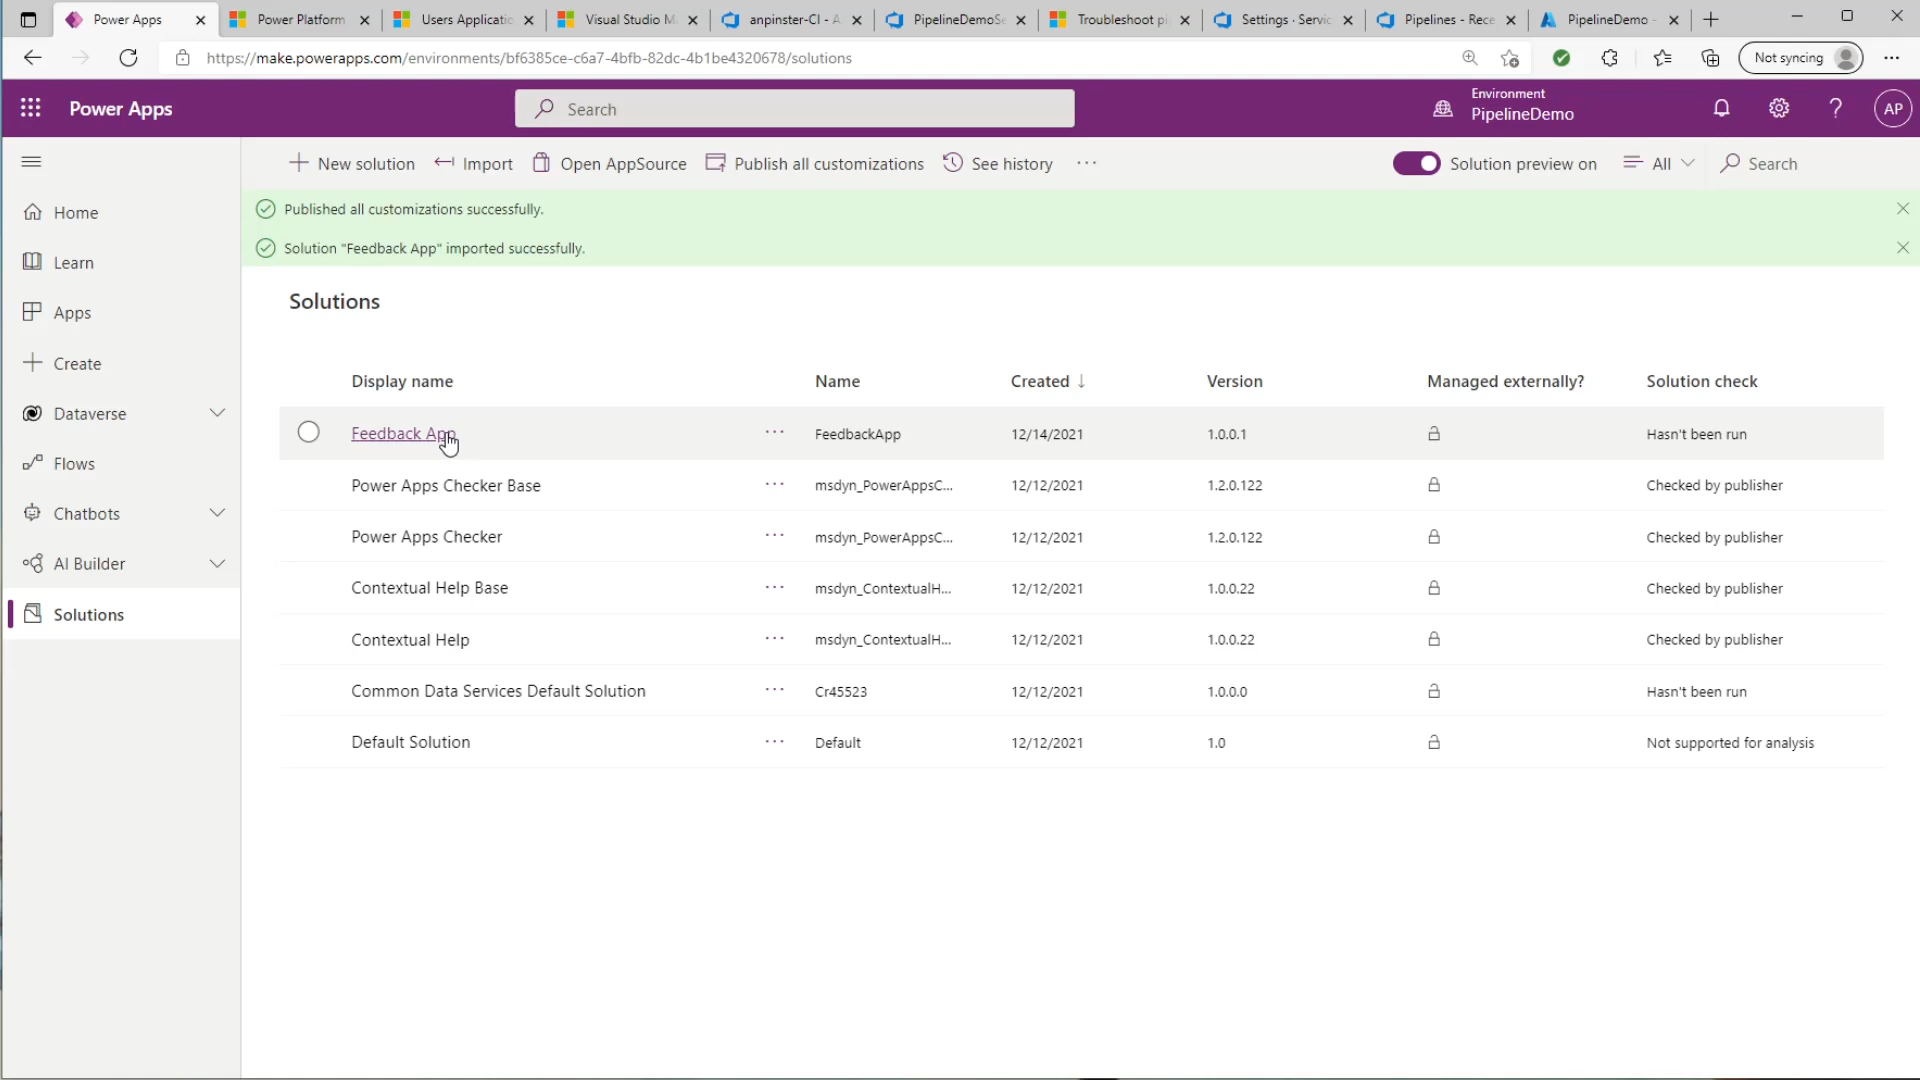 Power Apps
Power Platform
Users Applicatio
Visual Studio M
anpinster-CI - A
PipelineDemoSe
Troubleshoot pi
Settings · Servic
Pipelines - Rece
PipelineDemo -
https://make.powerapps.com/environments/bf6385ce-c6a7-4bfb-82dc-4b1be4320678/solutions
Not syncing
Power Apps
Search
Environment
PipelineDemo
AP
New solution
Import
Open AppSource
Publish all customizations
See history
Solution preview on
All
Search
Published all customizations successfully.
Solution "Feedback App" imported successfully.
Home
Learn
Apps
Create
Dataverse
Flows
Chatbots
AI Builder
Solutions
Solutions
Display name Name Created ↓ Version Managed externally? Solution check
Feedback App ··· FeedbackApp 12/14/2021 1.0.0.1 Hasn't been run
Power Apps Checker Base ··· msdyn_PowerAppsC... 12/12/2021 1.2.0.122 Checked by publisher
Power Apps Checker ··· msdyn_PowerAppsC... 12/12/2021 1.2.0.122 Checked by publisher
Contextual Help Base ··· msdyn_ContextualH... 12/12/2021 1.0.0.22 Checked by publisher
Contextual Help ··· msdyn_ContextualH... 12/12/2021 1.0.0.22 Checked by publisher
Common Data Services Default Solution ··· Cr45523 12/12/2021 1.0.0.0 Hasn't been run
Default Solution ··· Default 12/12/2021 1.0 Not supported for analysis